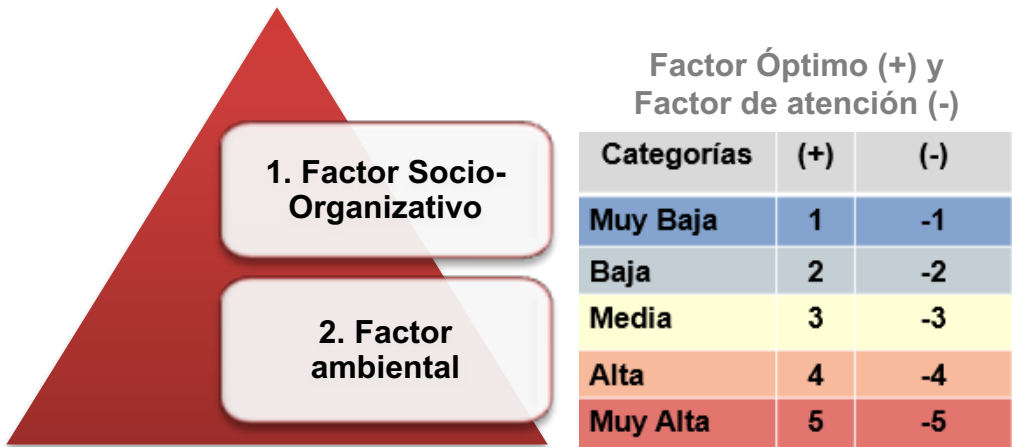 1. Factor Socio-
Organizativo
2. Factor
ambiental
Factor Óptimo (+) y
Factor de atención (-)
Categorías (+) (-)
Muy Baja 1 -1
Baja 2 -2
Media 3 -3
Alta 4 -4
Muy Alta 5 -5